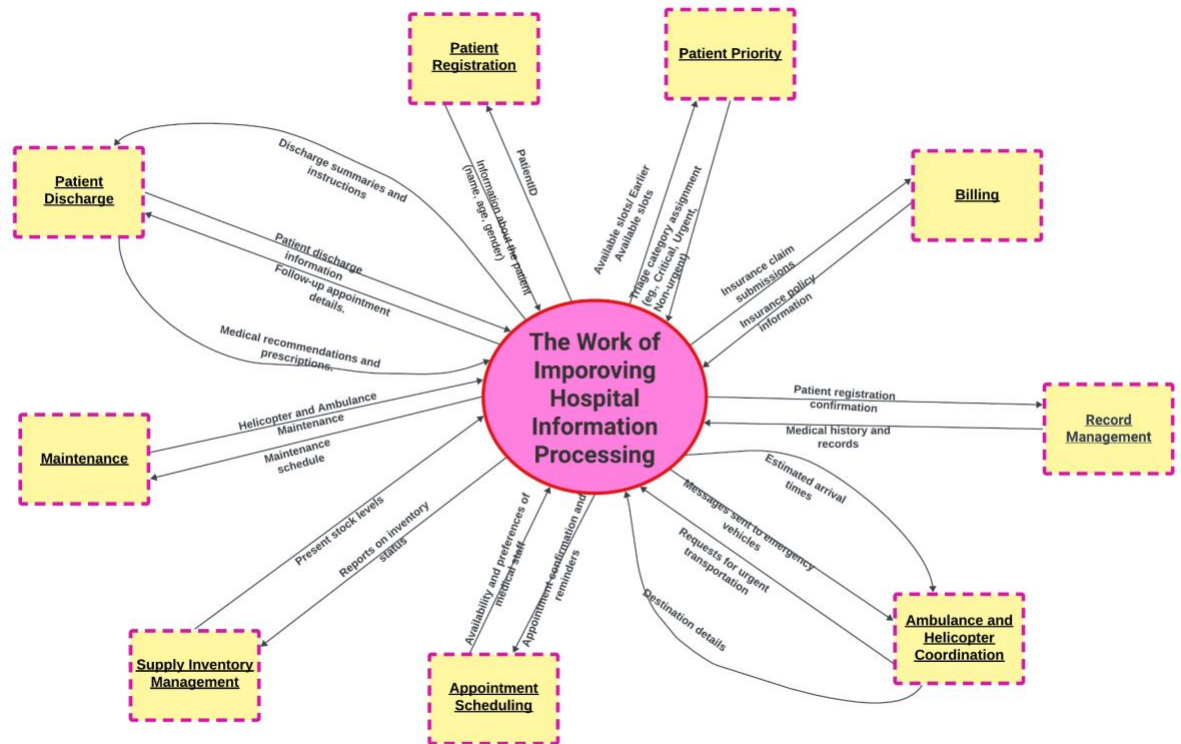 Patient
Registration
Patient Priority
Patient
Discharge
Billing
Discharge summaries and
instructions
Information about the patient
(name, age, gender)
PatientID
Available slots/ Earlier
Available slots
Triage category assignment
(eg., Critical, Urgent,
Non-urgent)
Insurance claim
submissions
Insurance policy
information
Patient discharge
information
Follow-up appointment
details.
Medical recommendations and
prescriptions.
The Work of
Imporoving
Hospital
Information
Processing
Patient registration
confirmation
Medical history and
records
Record
Management
Helicopter and Ambulance
Maintenance
Maintenance
schedule
Maintenance
Estimated arrival
times
Messages sent to emergency
vehicles
Requests for urgent
transportation
Destination details
Present stock levels
Reports on inventory
status
Availability and preferences of
medical staff
Appointment confirmation and
reminders
Ambulance and
Helicopter
Coordination
Supply Inventory
Management
Appointment
Scheduling